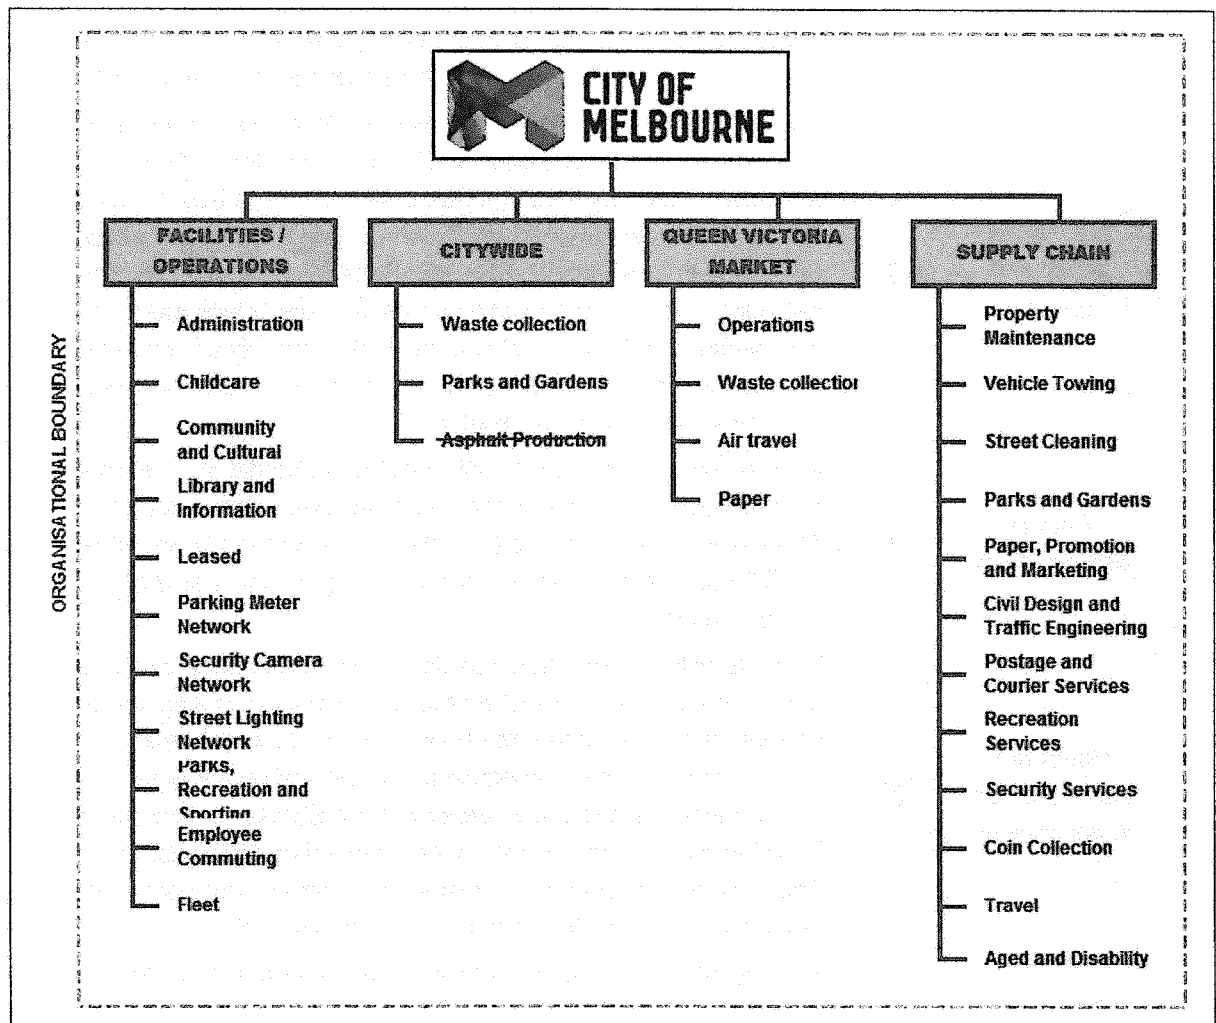 CITY OF
MELBOURNE
ORGANISATIONAL BOUNDARY
FACILITIES /
OPERATIONS
Administration
Childcare
Community
and Cultural
Library and
Information
Leased
Parking Meter
Network
Security Camera
Network
Street Lighting
Network
Parks,
Recreation and
Sporting
Employee
Commuting
Fleet
CITYWIDE
Waste collection
Parks and Gardens
Asphalt Production
QUEEN VICTORIA
MARKET
Operations
Waste collection
Air travel
Paper
SUPPLY CHAIN
Property
Maintenance
Vehicle Towing
Street Cleaning
Parks and Gardens
Paper, Promotion
and Marketing
Civil Design and
Traffic Engineering
Postage and
Courier Services
Recreation
Services
Security Services
Coin Collection
Travel
Aged and Disability